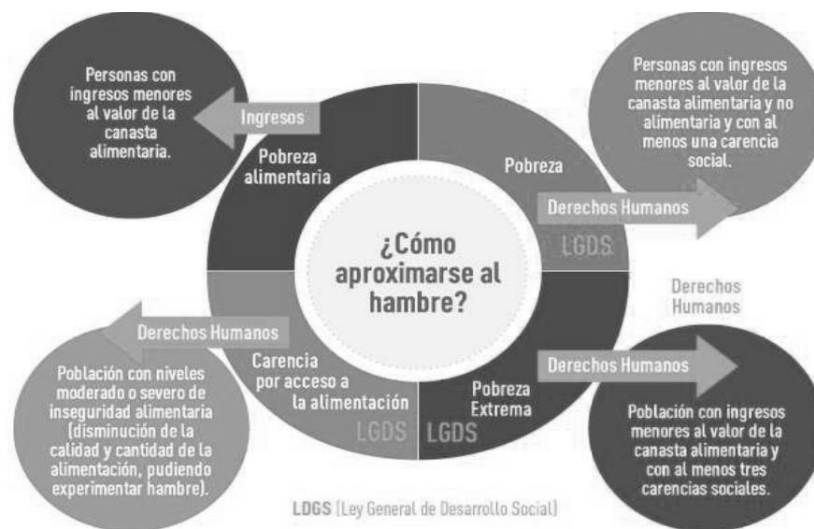 Personas con
ingresos menores
al valor de la
canasta
alimentaria.
Ingresos
Pobreza
alimentaria
Personas con ingresos
menores al valor de la
canasta alimentaria y no
alimentaria y con al
menos una carencia
social.
Pobreza
Derechos Humanos
LGDS
¿Cómo
aproximarse al
hambre?
Derechos
Humanos
Derechos Humanos
Carencia
por acceso a
la alimentación
LGDS
Población con niveles
moderado o severo de
inseguridad alimentaria
(disminución de la
calidad y cantidad de la
alimentación, pudiendo
experimentar hambre).
Derechos Humanos
Pobreza
Extrema
LGDS
Población con ingresos
menores al valor de la
canasta alimentaria y
con al menos tres
carencias sociales.
LDGS (Ley General de Desarrollo Social)